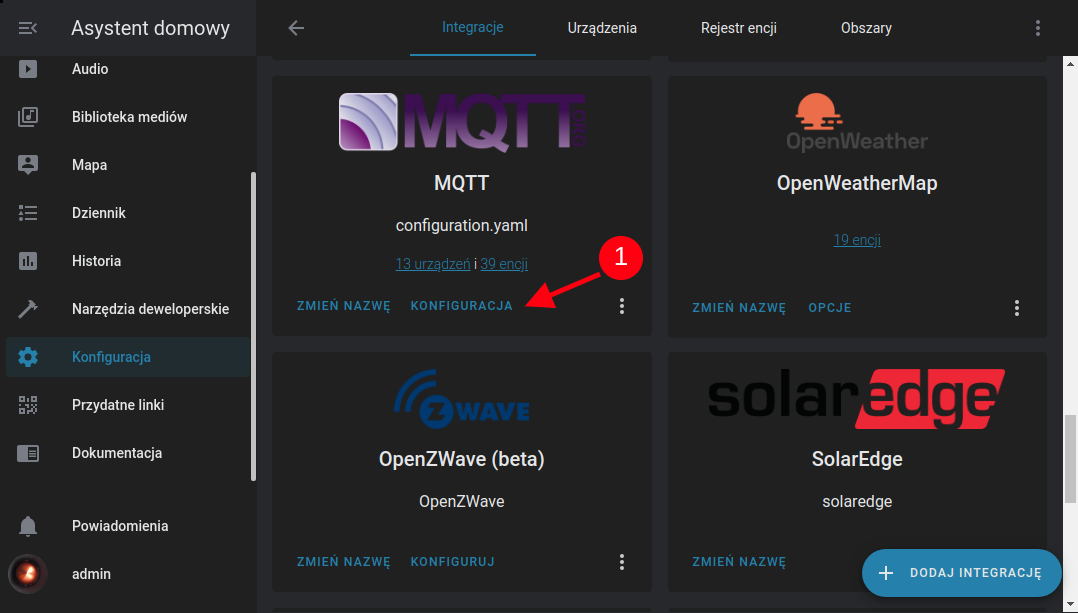 Asystent domowy
Integracje
Urządzenia
Rejestr encji
Obszary
Audio
Biblioteka mediów
Mapa
Dziennik
Historia
Narzędzia deweloperskie
Konfiguracja
Przydatne linki
Dokumentacja
Powiadomienia
admin
MQTT
MQTT
configuration.yaml
13 urządzeń i 39 encji
1
ZMIEŃ NAZWĘ KONFIGURACJA
OpenWeather
OpenWeatherMap
19 encji
ZMIEŃ NAZWĘ OPCJE
Z WAVE
OpenZWave (beta)
OpenZWave
ZMIEŃ NAZWĘ KONFIGURUJ
solaredge
SolarEdge
solaredge
ZMIEŃ NAZWĘ
DODAJ INTEGRACJĘ